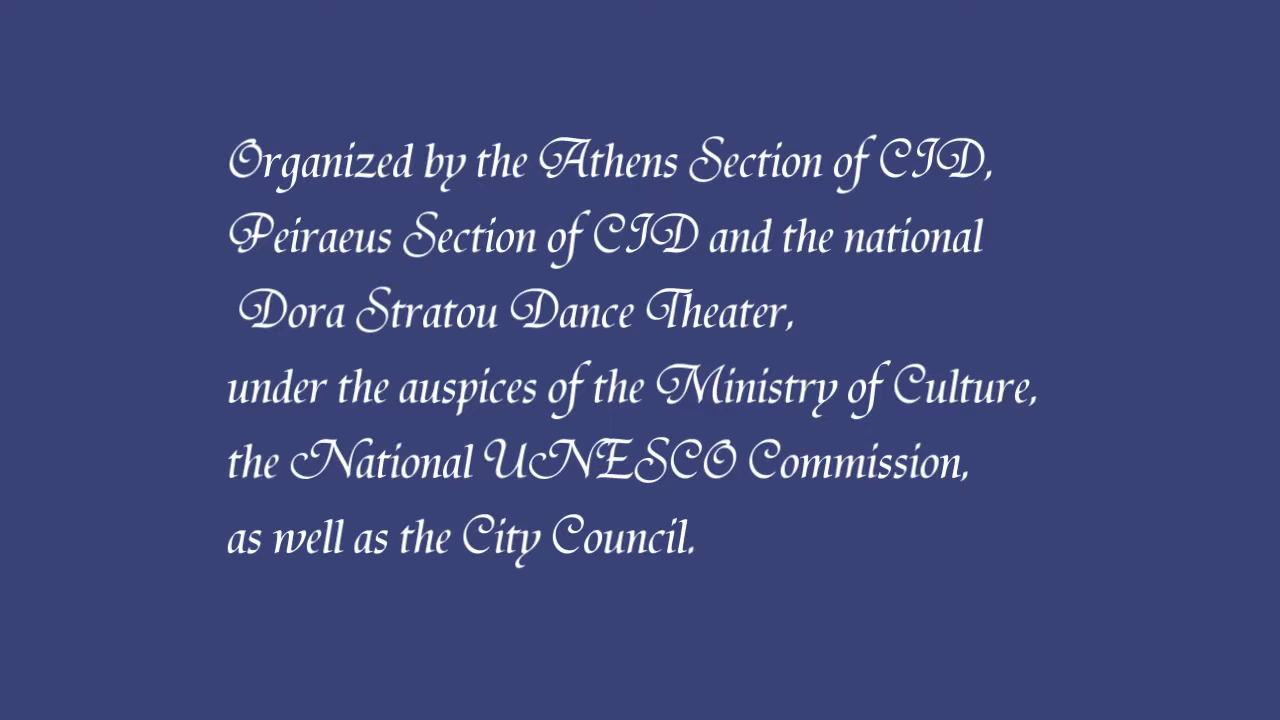 Organized by the Athens Section of CID,
Peiraeus Section of CID and the national
Dora Stratou Dance Theater,
under the auspices of the Ministry of Culture,
the National UNESCO Commission,
as well as the City Council.